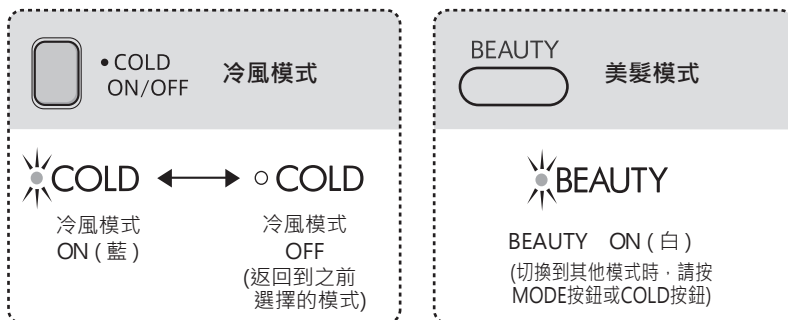 •COLD
ON/OFF
冷風模式
COLD
COLD
冷風模式
ON ( 藍 )
冷風模式
OFF
(返回到之前
選擇的模式)
BEAUTY
美髮模式
BEAUTY
BEAUTY ON ( 白 )
(切換到其他模式時，請按
MODE按鈕或COLD按鈕)